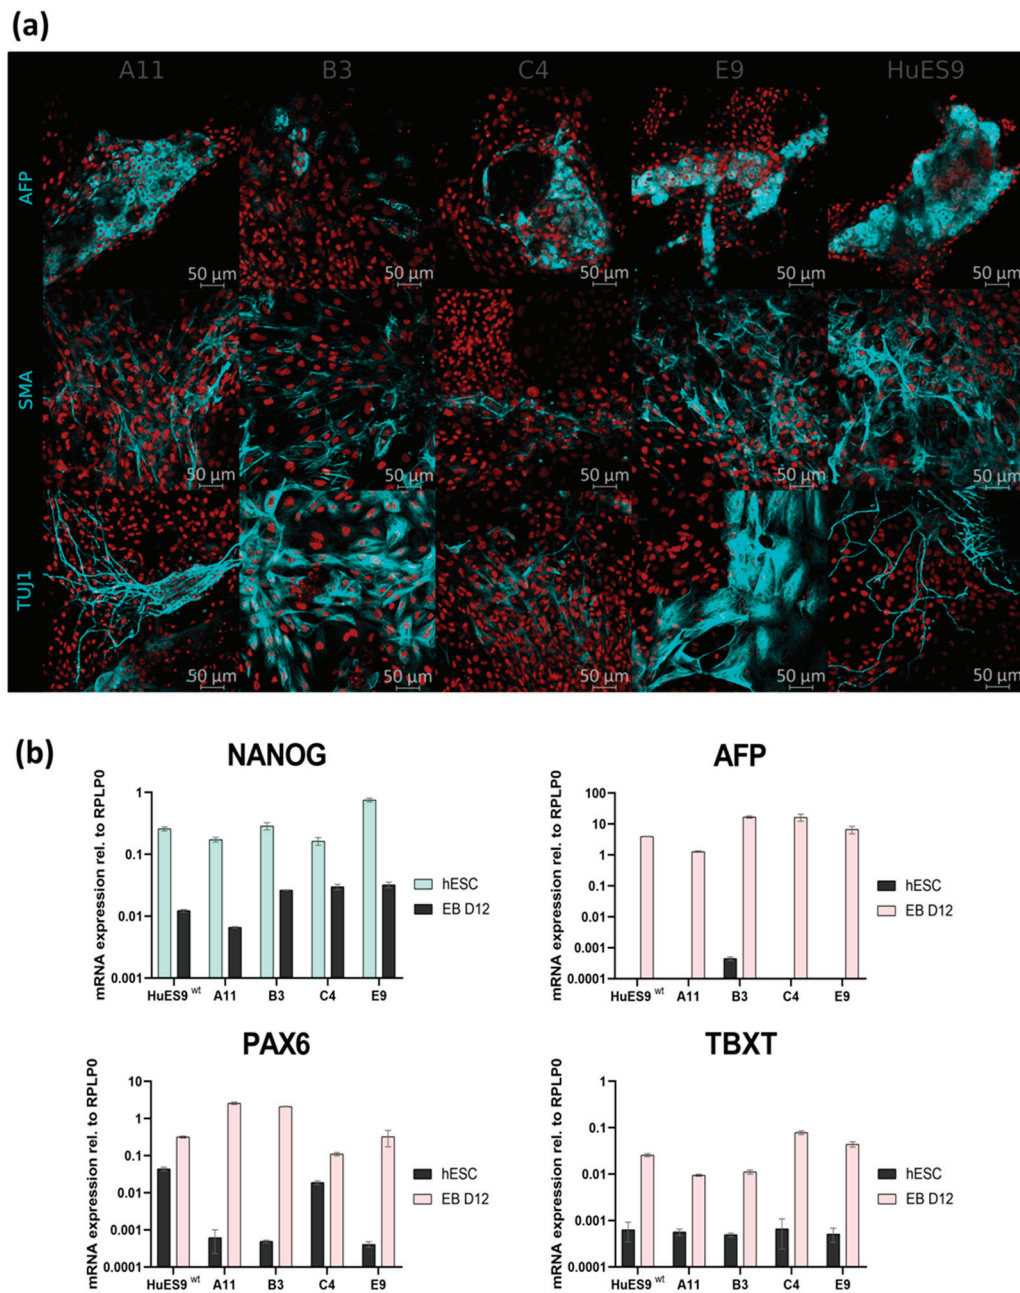 (a)
A11 B3 C4 E9 HuES9
AFP
50 μm 50 μm 50 μm 50 μm 50 μm
SMA
50 μm 50 μm 50 μm 50 μm 50 μm
TUJ1
50 μm 50 μm 50 μm 50 μm 50 μm
(b)
NANOG
mRNA expression rel. to RPLP0
1
0.1
0.01
0.001
HuES9 wt A11 B3 C4 E9
hESC
EB D12
AFP
mRNA expression rel. to RPLP0
100
10
1
0.1
0.01
0.001
0.0001
HuES9 wt A11 B3 C4 E9
hESC
EB D12
PAX6
mRNA expression rel. to RPLP0
10
1
0.1
0.01
0.001
0.0001
HuES9 wt A11 B3 C4 E9
hESC
EB D12
TBXT
mRNA expression rel. to RPLP0
1
0.1
0.01
0.001
0.0001
HuES9 wt A11 B3 C4 E9
hESC
EB D12